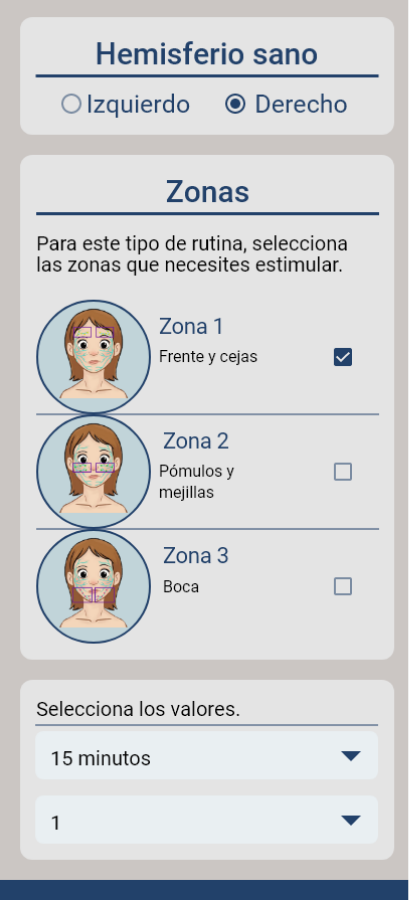 Hemisferio sano
Izquierdo
Derecho
Zonas
Para este tipo de rutina, selecciona
las zonas que necesites estimular.
Zona 1
Frente y cejas
Zona 2
Pómulos y
mejillas
Zona 3
Boca
Selecciona los valores.
15 minutos
1